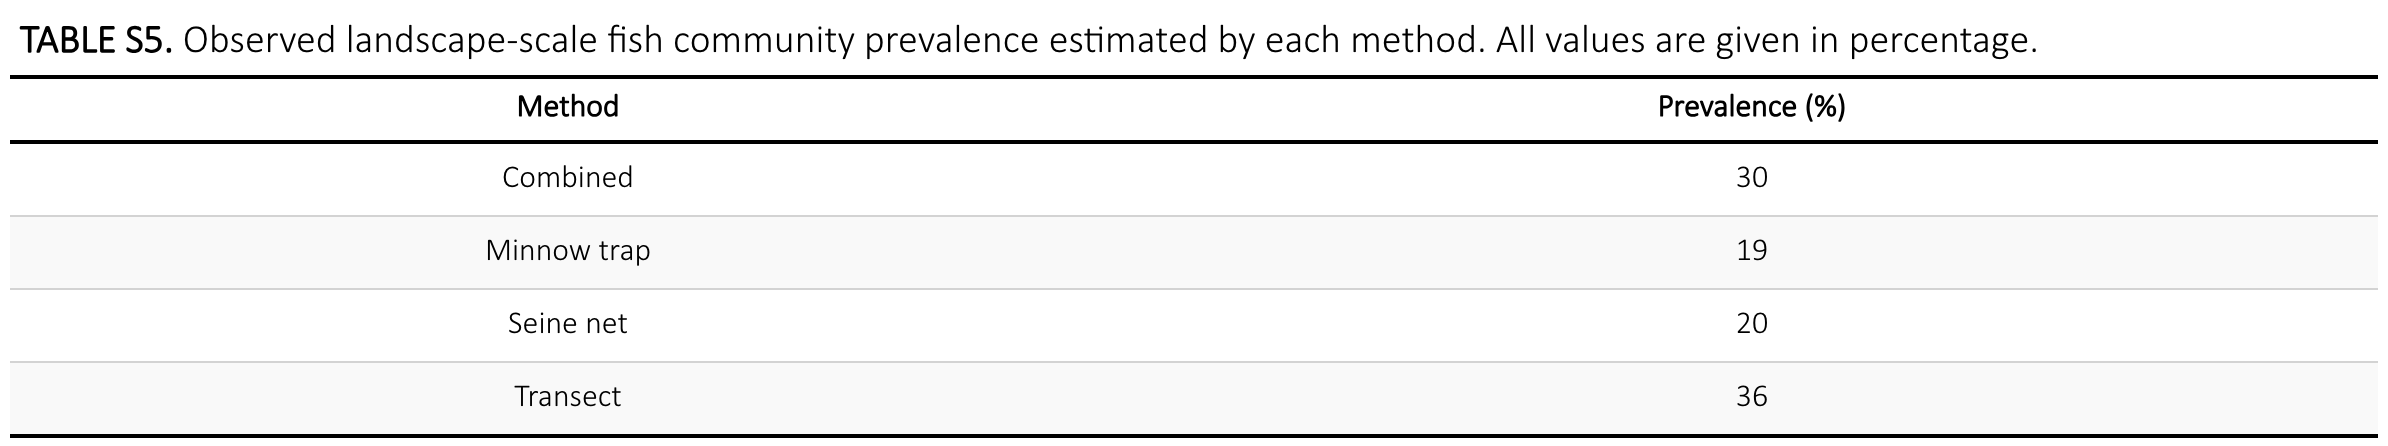 TABLE S5. Observed landscape-scale fish community prevalence estimated by each method. All values are given in percentage.
Method Prevalence (%)
Combined 30
Minnow trap 19
Seine net 20
Transect 36